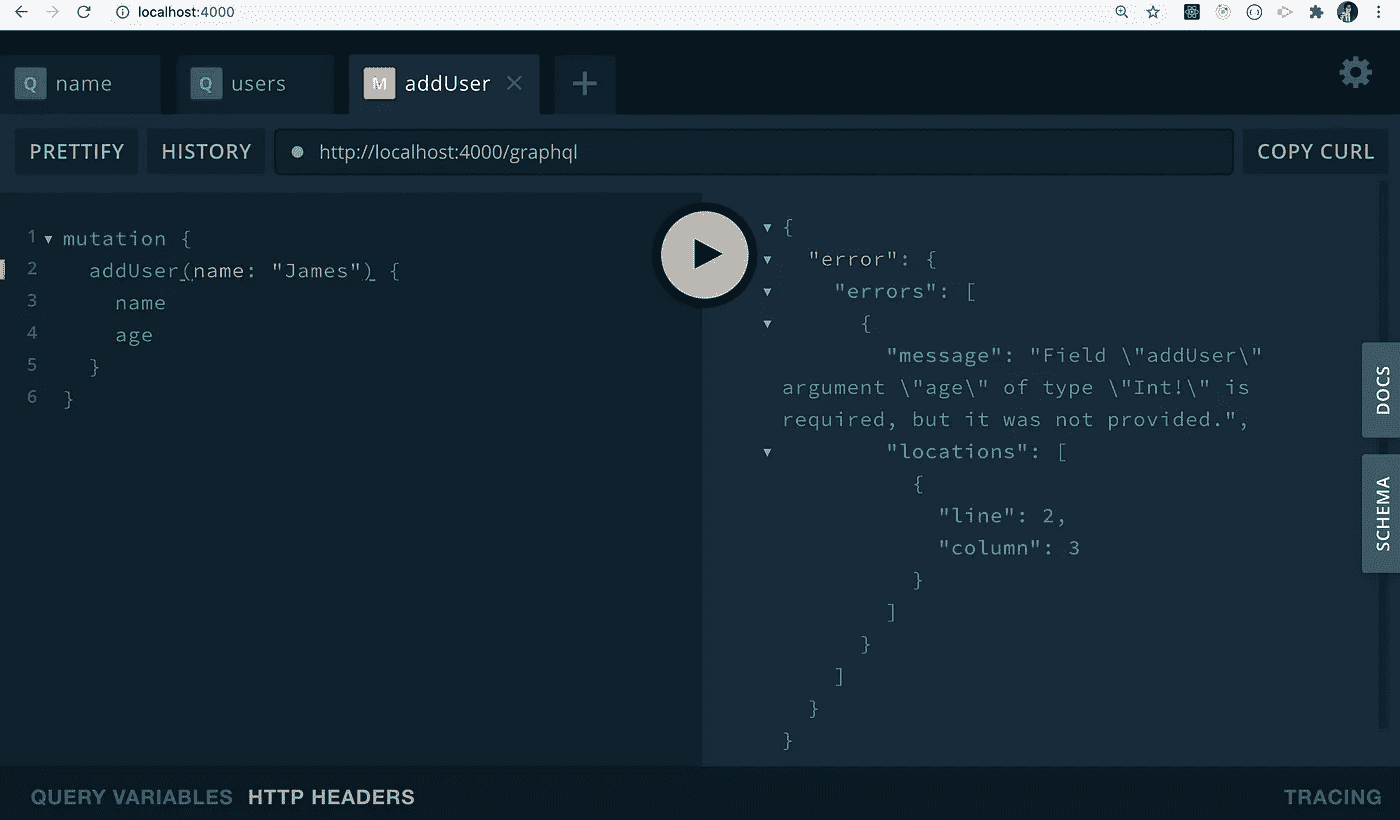 localhost:4000
Q name
Q users
M addUser
PRETTIFY
HISTORY
http://localhost:4000/graphql
COPY CURL
1 mutation {
2 addUser(name: "James") {
3 name
4 age
5 }
6 }
{
"error": {
"errors": [
{
"message": "Field \"addUser\"
argument \"age\" of type \"Int!\" is
required, but it was not provided.",
"locations": [
{
"line": 2,
"column": 3
}
]
}
]
}
}
DOCS
SCHEMA
QUERY VARIABLES
HTTP HEADERS
TRACING